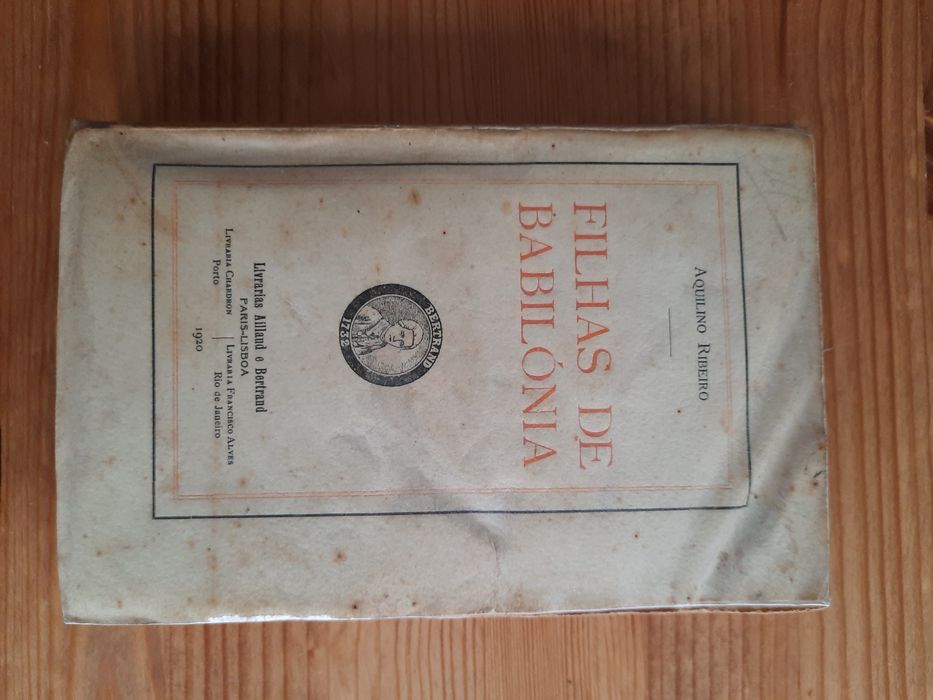 AQUILINO RIBEIRO
FILHAS DE
BABILÓNIA
BERTRAND
1732
Livrarias Aillaud e Bertrand
PARIS-LISBOA
LIVRARIA CHARDRON
Porto
LIVRARIA FRANCISCO ALVES
Rio de Janeiro
1920